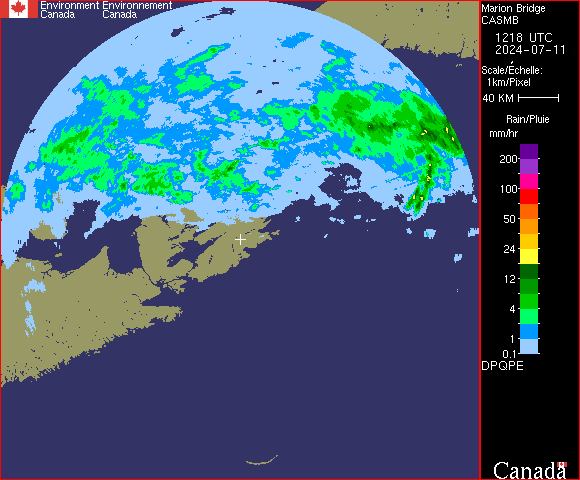 Environment Environnement
Canada Canada
Marion Bridge
CASMB
1218 UTC
2024-07-11
Scale/Échelle:
1km/Pixel
40 KM
Rain/Pluie
mm/hr
200
100
50
24
12
4
1
0.1
DPQPE
Canada